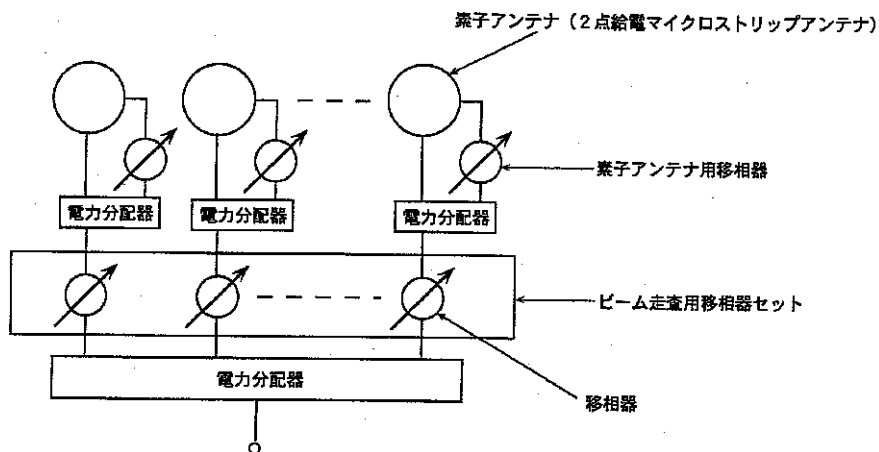 素子アンテナ（２点給電マイクロストリップアンテナ）
素子アンテナ用移相器
電力分配器
電力分配器
電力分配器
ビーム走査用移相器セット
電力分配器
移相器